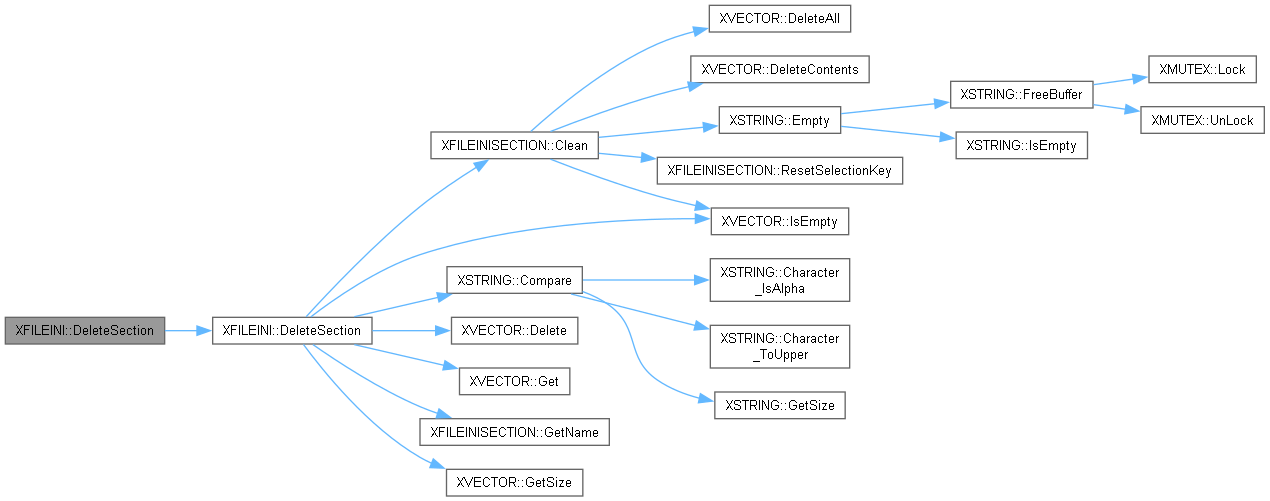 XFILEINI::DeleteSection
XFILEINI::DeleteSection
XFILEINISECTION::Clean
XVECTOR::DeleteAll
XVECTOR::DeleteContents
XSTRING::Empty
XSTRING::FreeBuffer
XMUTEX::Lock
XMUTEX::UnLock
XSTRING::IsEmpty
XFILEINISECTION::ResetSelectionKey
XVECTOR::IsEmpty
XSTRING::Compare
XSTRING::Character
_IsAlpha
XSTRING::Character
_ToUpper
XSTRING::GetSize
XVECTOR::Delete
XVECTOR::Get
XFILEINISECTION::GetName
XVECTOR::GetSize